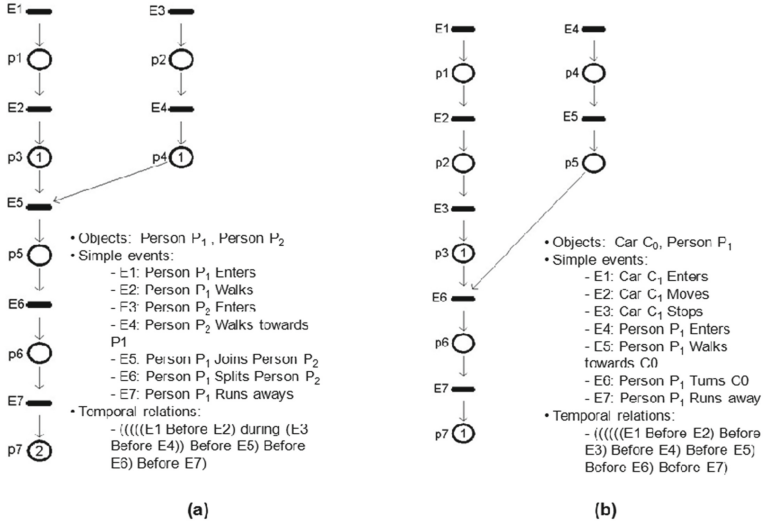 E1
E3
p1
p2
E2
E4
p3 1
p4 1
E5
p5
E6
p6
E7
p7 2
• Objects: Person P1 , Person P2
• Simple events:
- E1: Person P1 Enters
- E2: Person P1 Walks
- E3: Person P2 Enters
- E4: Person P2 Walks towards
P1
- E5: Person P1 Joins Person P2
- E6: Person P1 Splits Person P2
- E7: Person P1 Runs aways
• Temporal relations:
- (((((E1 Before E2) during (E3
Before E4)) Before E5) Before
E6) Before E7)
(a)
E1
E4
p1
p4
E2
E5
p2
p5
E3
p3 1
E6
p6
E7
p7 1
• Objects: Car C0, Person P1
• Simple events:
- E1: Car C1 Enters
- E2: Car C1 Moves
- E3: Car C1 Stops
- E4: Person P1 Enters
- E5: Person P1 Walks
towards C0
- E6: Person P1 Turns C0
- E7: Person P1 Runs away
• Temporal relations:
- ((((((E1 Before E2) Before
E3) Before E4) Before E5)
Before E6) Before E7)
(b)